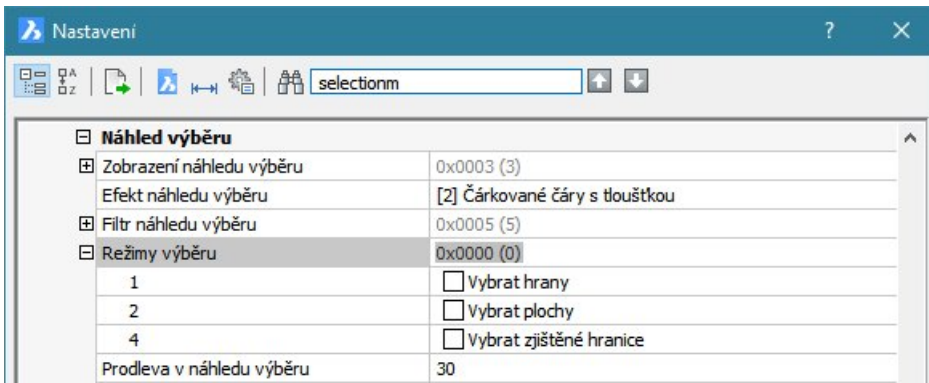 Nastavení
selectionm
Náhled výběru
Zobrazení náhledu výběru 0x0003 (3)
Efekt náhledu výběru [2] Čárkované čáry s tloušťkou
Filtr náhledu výběru 0x0005 (5)
Režimy výběru 0x0000 (0)
1 Vybrat hrany
2 Vybrat plochy
4 Vybrat zjištěné hranice
Prodleva v náhledu výběru 30